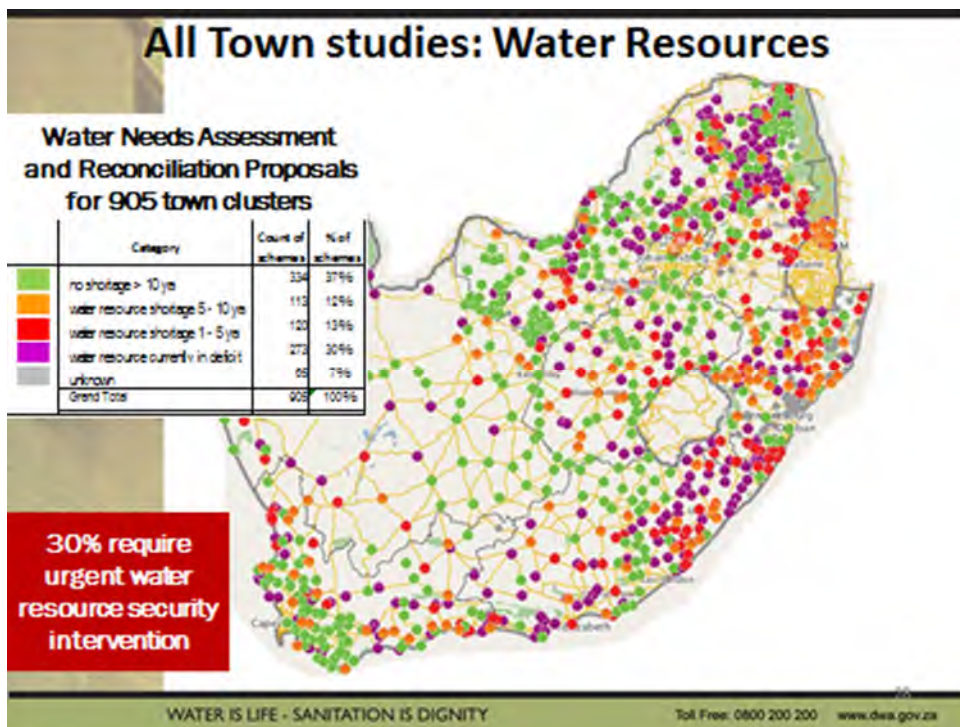 All Town studies: Water Resources
Water Needs Assessment
and Reconciliation Proposals
for 905 town clusters
Category Count of schemes % of schemes
no shortage > 10 yrs 334 37%
water resource shortage 5 - 10 yrs 113 12%
water resource shortage 1 - 5 yrs 120 13%
water resource currently in deficit 273 30%
unknown 65 7%
Grand Total 905 100%
30% require
urgent water
resource security
intervention
WATER IS LIFE - SANITATION IS DIGNITY
Toll Free: 0800 200 200 www.dwa.gov.za